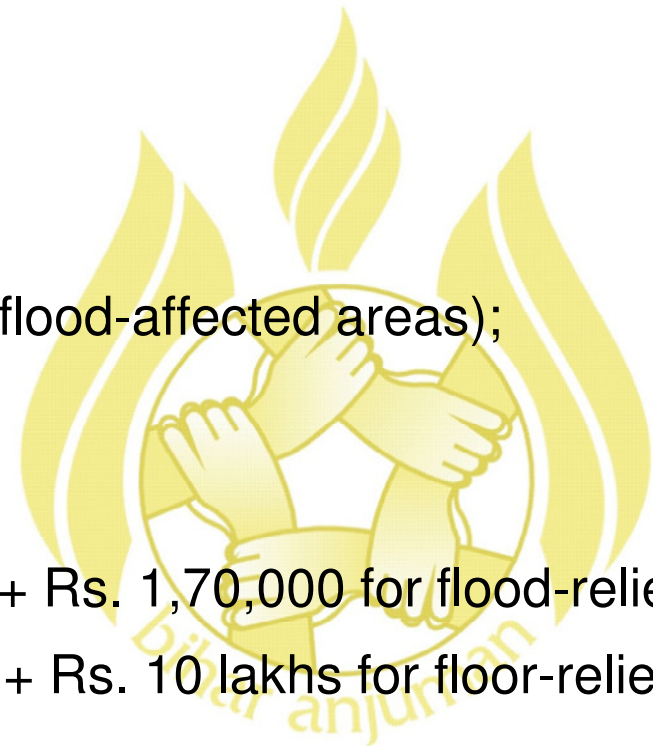 flood-affected areas);
+ Rs. 1,70,000 for flood-relie
+ Rs. 10 lakhs for floor-relie
bihar anjuman